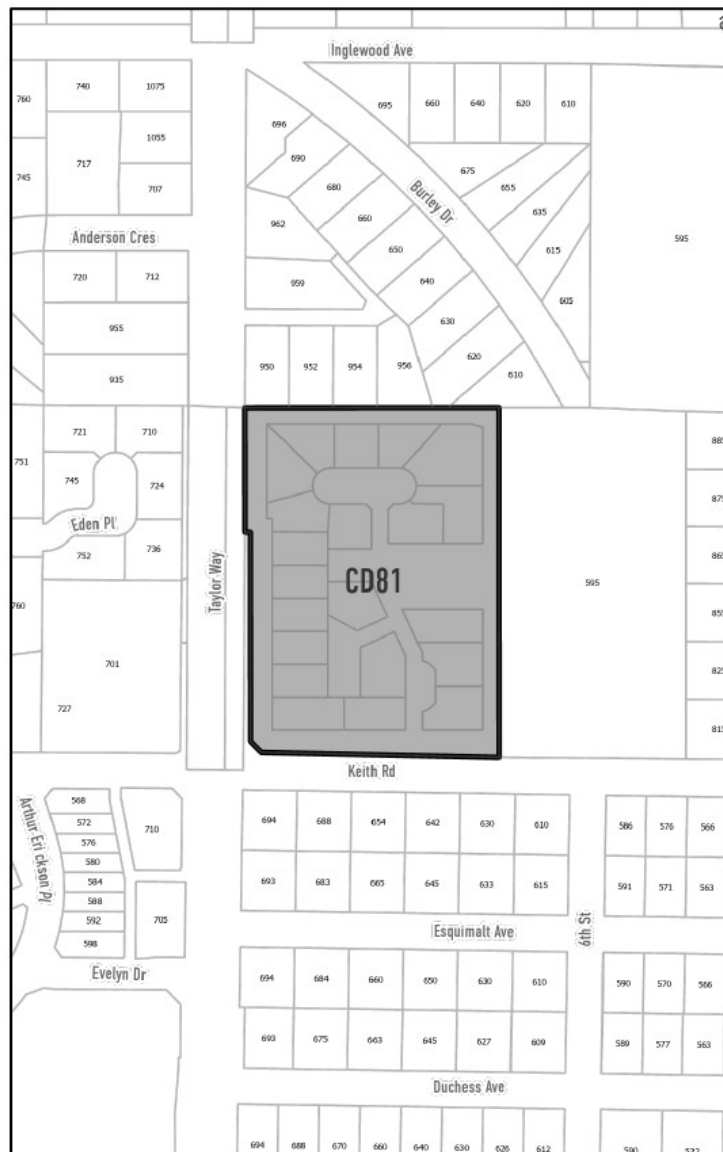 Inglewood Ave
760 740 1075 695 660 640 620 610
696
717 1055
690
745 707 680 675 655
Burley Dr
962 660 635
Anderson Cres
650 615 595
720 712 959 640 605
955 630
950 952 954 956 620
935 610
721 710 885
751 745 724 875
Eden Pl
752 736 865
Taylor Way
CD81
595
760 855
701 825
727 815
Keith Rd
568
Arthur Eri ckson Pl
572 710 694 688 654 642 630 610 586 576 566
576
580
584 693 683 665 645 633 615 591 571 563
588
592 705
598
Esquimalt Ave
6th St
Evelyn Dr
694 684 660 650 630 610 590 570 566
693 675 663 645 627 609 589 577 563
Duchess Ave
694 688 670 660 640 630 626 612 590